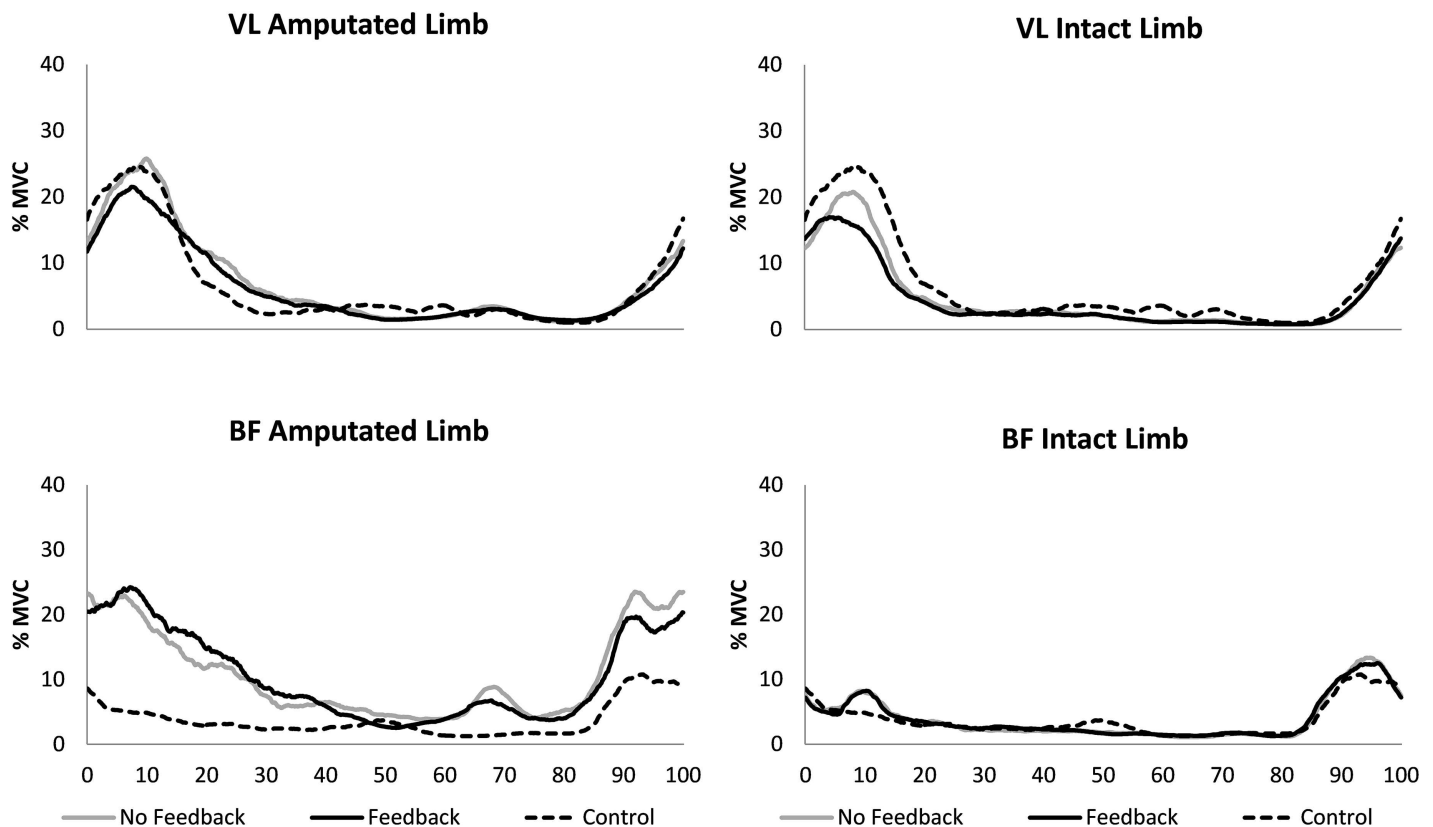 VL Amputated Limb
40
30
20
10
0
% MVC
VL Intact Limb
40
30
20
10
0
% MVC
BF Amputated Limb
40
30
20
10
0
% MVC
0 10 20 30 40 50 60 70 80 90 100
No Feedback Feedback Control
BF Intact Limb
40
30
20
10
0
% MVC
0 10 20 30 40 50 60 70 80 90 100
No Feedback Feedback Control